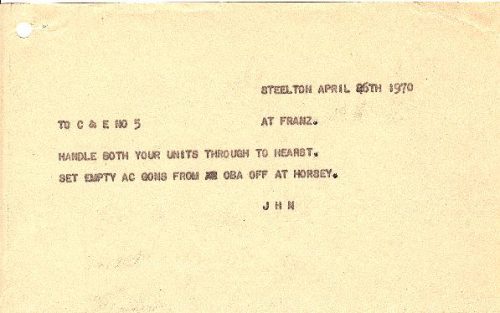 STEELTON APRIL 26TH 1970
TO C & E NO 5 AT FRANZ.
HANDLE BOTH YOUR UNITS THROUGH TO HEARST.
SET EMPTY AC GONS FROM OBA OFF AT HORSEY.
J H N